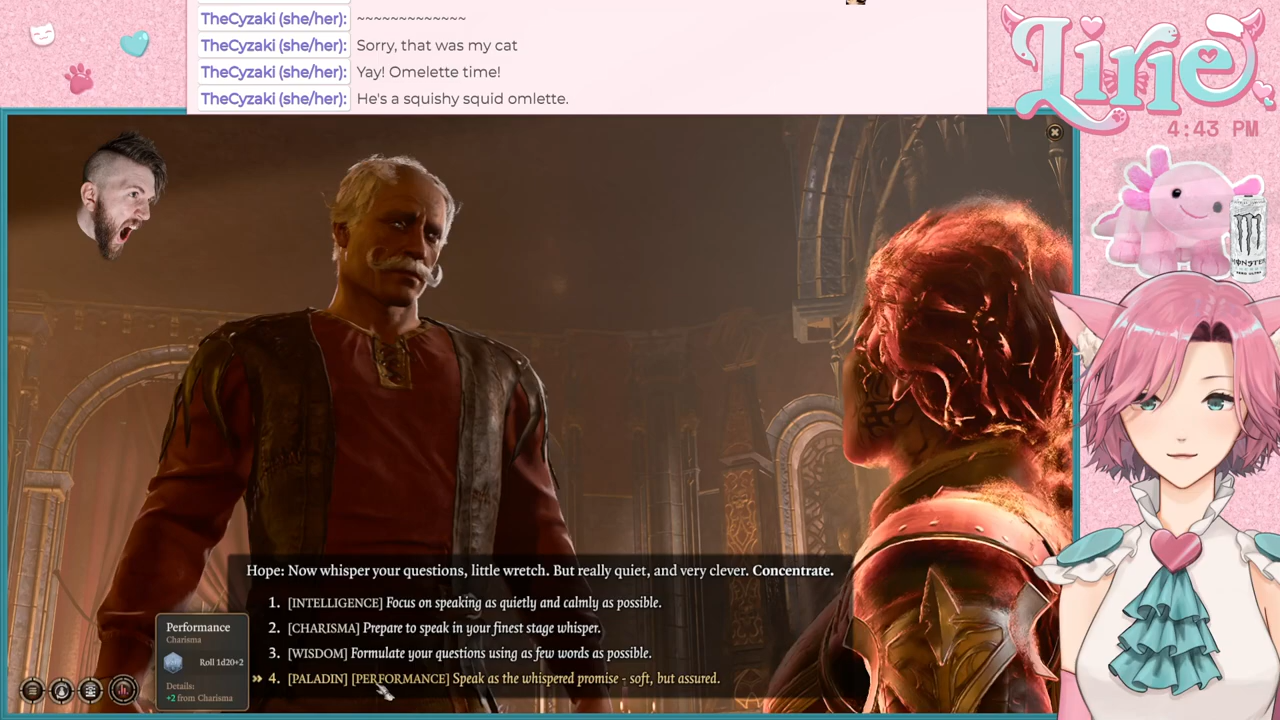 TheCyzaki (she/her): ~~~~~~~~~~~~~
TheCyzaki (she/her): Sorry, that was my cat
TheCyzaki (she/her): Yay! Omelette time!
TheCyzaki (she/her): He's a squishy squid omlette.
Lirie
4:43 PM
MONSTER
Hope: Now whisper your questions, little wretch. But really quiet, and very clever. Concentrate.
1. [INTELLIGENCE] Focus on speaking as quietly and calmly as possible.
2. [CHARISMA] Prepare to speak in your finest stage whisper.
3. [WISDOM] Formulate your questions using as few words as possible.
4. [PALADIN] [PERFORMANCE] Speak as the whispered promise - soft, but assured.
Performance
Charisma
Roll 1d20+2
Details:
+2 from Charisma